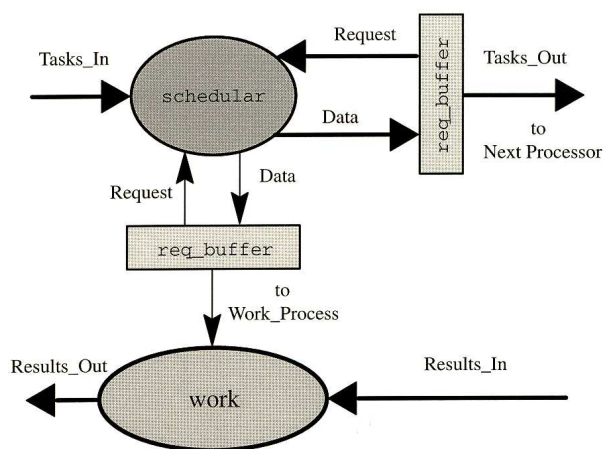 Request
Tasks_In
Tasks_Out
schedular
req_buffer
Data
to
Next Processor
Request
Data
req_buffer
to
Work_Process
Results_Out
Results_In
work